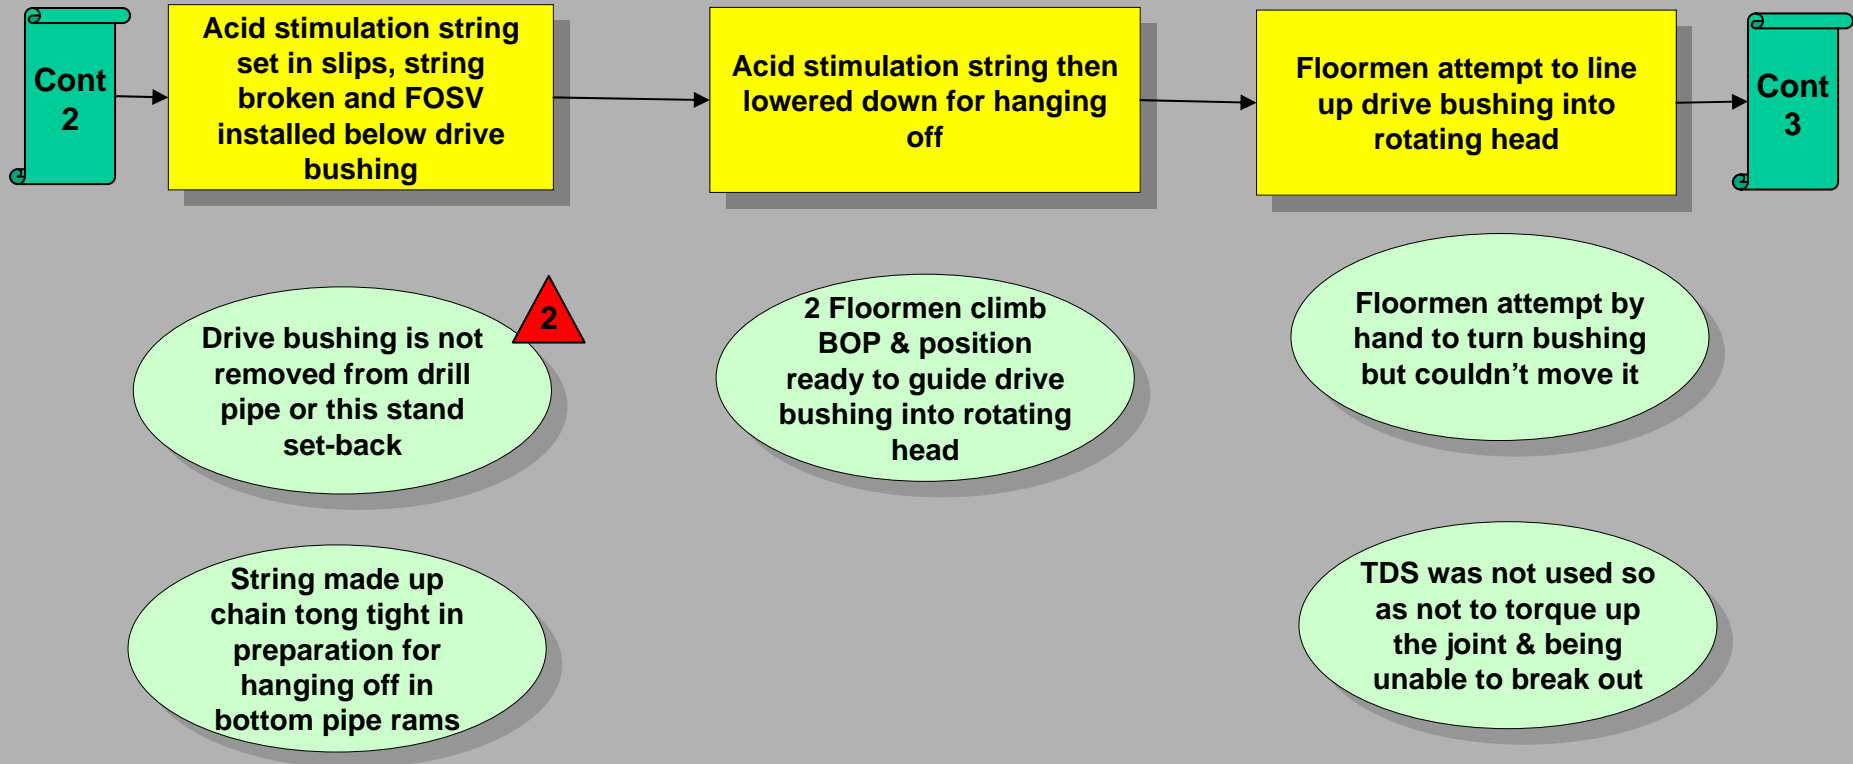 Cont
2
Acid stimulation string
set in slips, string
broken and FOSV
installed below drive
bushing
Acid stimulation string then
lowered down for hanging
off
Floormen attempt to line
up drive bushing into
rotating head
Cont
3
Drive bushing is not
removed from drill
pipe or this stand
set-back
2
2 Floormen climb
BOP & position
ready to guide drive
bushing into rotating
head
Floormen attempt by
hand to turn bushing
but couldn’t move it
String made up
chain tong tight in
preparation for
hanging off in
bottom pipe rams
TDS was not used so
as not to torque up
the joint & being
unable to break out